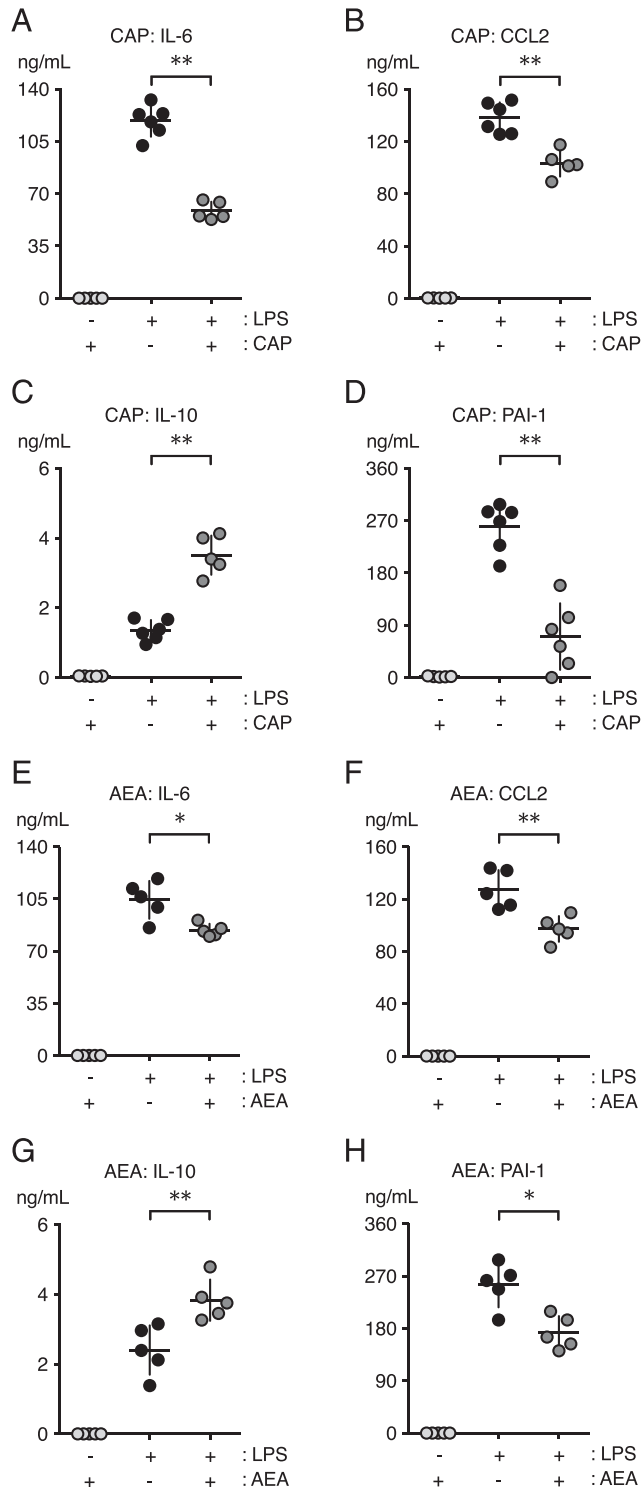 A
CAP: IL-6
ng/mL
**
140
105
70
35
0
- + + : LPS
+ - + : CAP
B
CAP: CCL2
**
160
120
80
40
0
- + + : LPS
+ - + : CAP
C
CAP: IL-10
ng/mL
**
6
4
2
0
- + + : LPS
+ - + : CAP
D
CAP: PAI-1
ng/mL
**
360
270
180
90
0
- + + : LPS
+ - + : CAP
E
AEA: IL-6
ng/mL
*
140
105
70
35
0
- + + : LPS
+ - + : AEA
F
AEA: CCL2
ng/mL
**
160
120
80
40
0
- + + : LPS
+ - + : AEA
G
AEA: IL-10
ng/mL
**
6
4
2
0
- + + : LPS
+ - + : AEA
H
AEA: PAI-1
ng/mL
*
360
270
180
90
0
- + + : LPS
+ - + : AEA